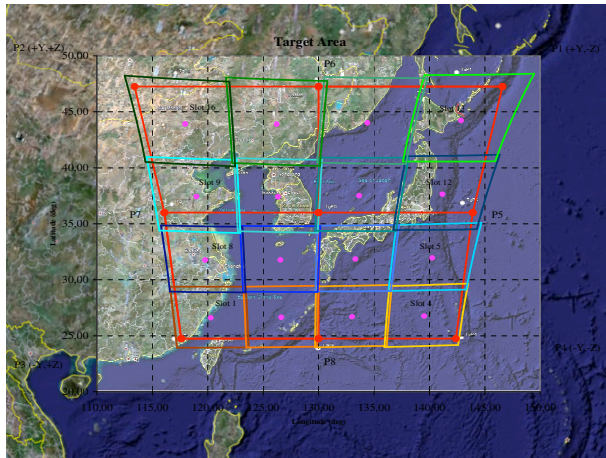 Target Area
P2 (+Y,+Z)
P1 (+Y,-Z)
50,00
P6
45,00
Slot 16
40,00
Slot 9
Slot 12
35,00
P7
P5
Latitude (deg)
Slot 8
Slot 5
30,00
Slot 1
Slot 4
25,00
P3 (-Y,+Z)
P8
P4 (-Y,-Z)
20,00
110,00 115,00 120,00 125,00 130,00 135,00 140,00 145,00 150,00
Longitude (deg)